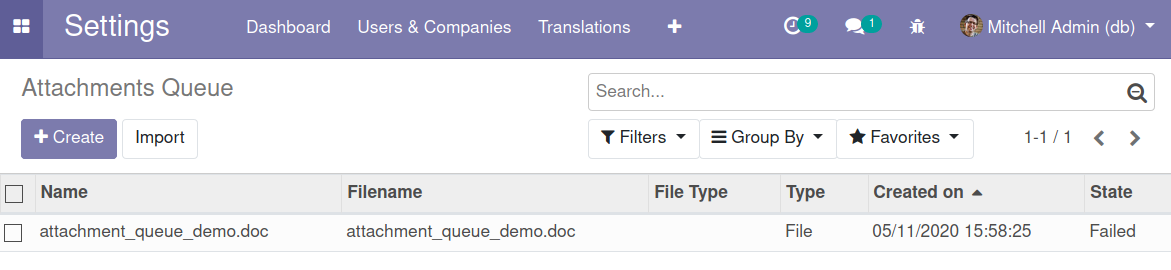 Settings Dashboard Users & Companies Translations 9 1 Mitchell Admin (db)
Attachments Queue Search...
Create Import Filters Group By Favorites 1-1 / 1
Name Filename File Type Type Created on State
attachment_queue_demo.doc attachment_queue_demo.doc File 05/11/2020 15:58:25 Failed